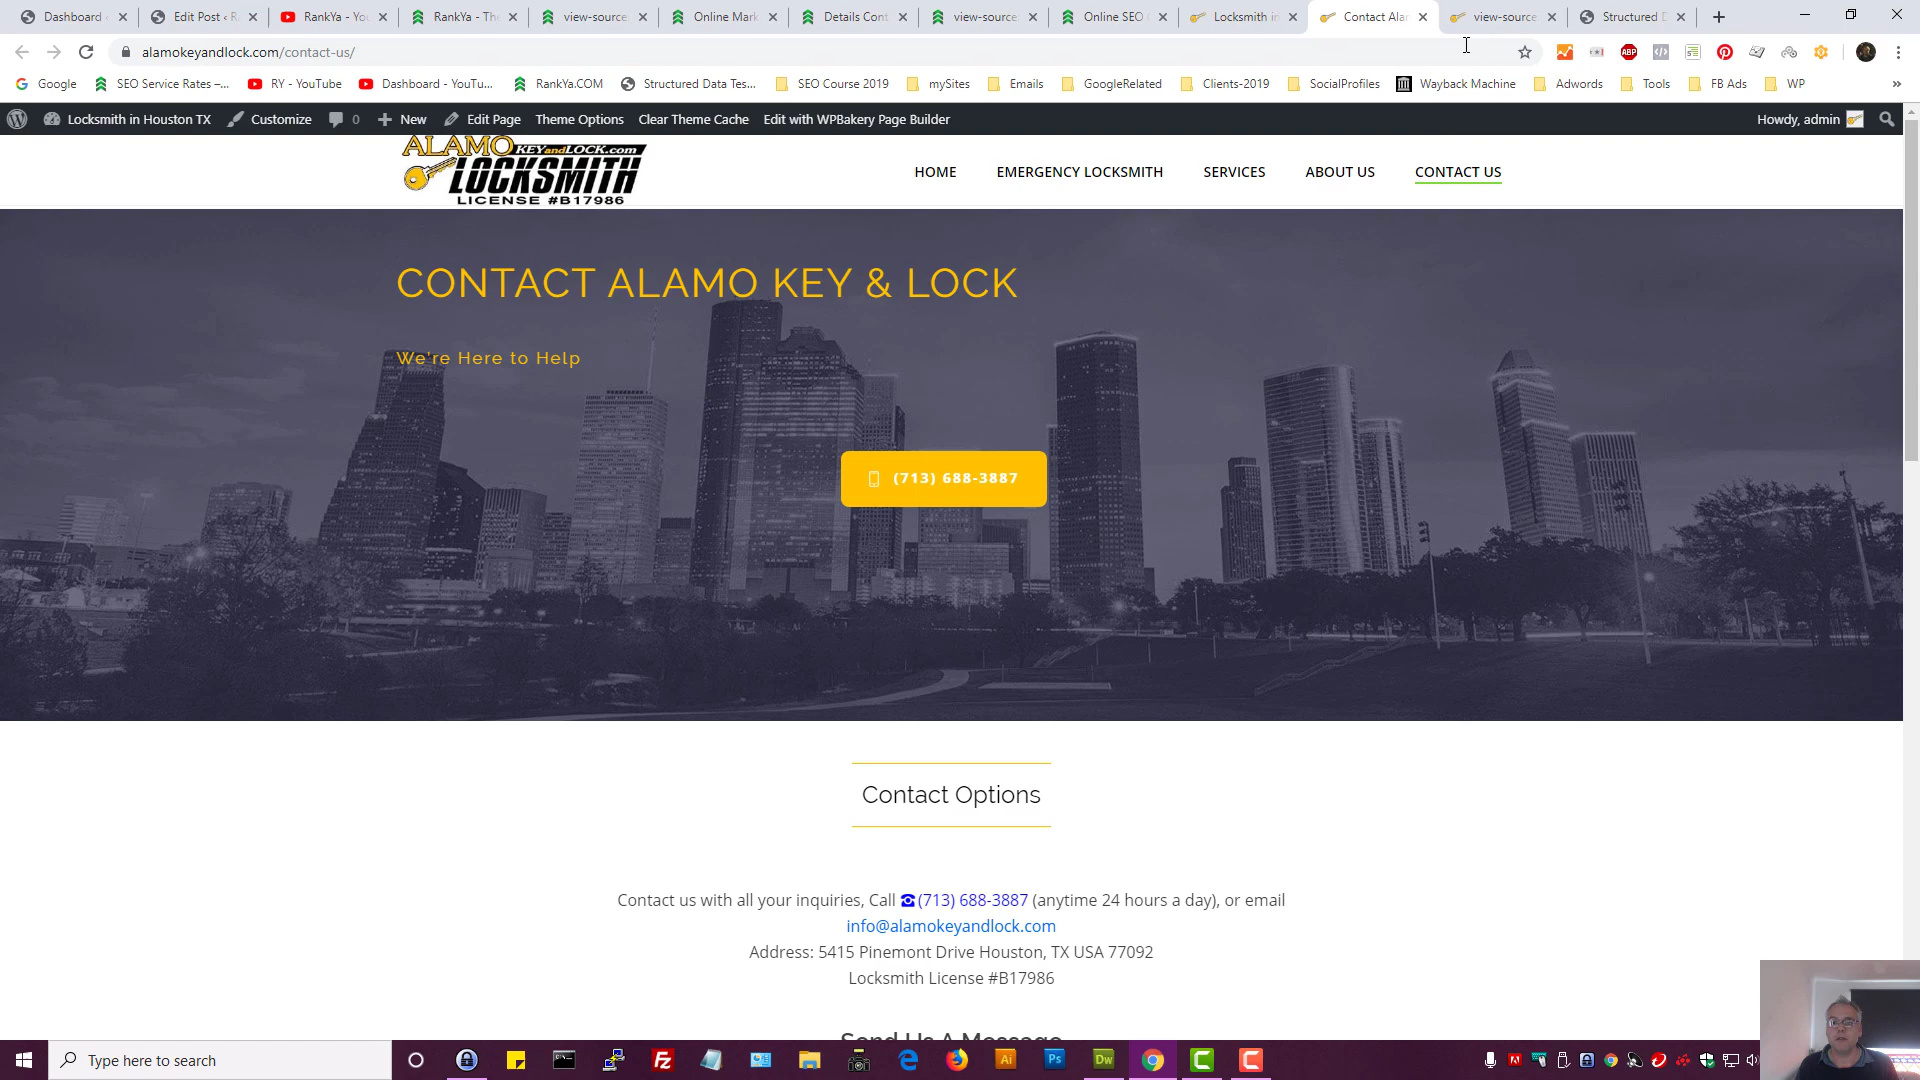 Dashboard
Edit Post ‹ R
RankYa - Yo
RankYa - The
view-source:
Online Mark
Details Cont
view-source:
Online SEO
Locksmith in
Contact Alar
view-source:
Structured D
alamokeyandlock.com/contact-us/
Google
SEO Service Rates –...
RY - YouTube
Dashboard - YouTu...
RankYa.COM
Structured Data Tes...
SEO Course 2019
mySites
Emails
GoogleRelated
Clients-2019
SocialProfiles
Wayback Machine
Adwords
Tools
FB Ads
WP
»
Locksmith in Houston TX
Customize
0
New
Edit Page
Theme Options
Clear Theme Cache
Edit with WPBakery Page Builder
Howdy, admin
ALAMO KEYandLOCK.com
LOCKSMITH
LICENSE #B17986
HOME
EMERGENCY LOCKSMITH
SERVICES
ABOUT US
CONTACT US
CONTACT ALAMO KEY & LOCK
We're Here to Help
(713) 688-3887
Contact Options
Contact us with all your inquiries, Call (713) 688-3887 (anytime 24 hours a day), or email
info@alamokeyandlock.com
Address: 5415 Pinemont Drive Houston, TX USA 77092
Locksmith License #B17986
Send Us A Message
Type here to search